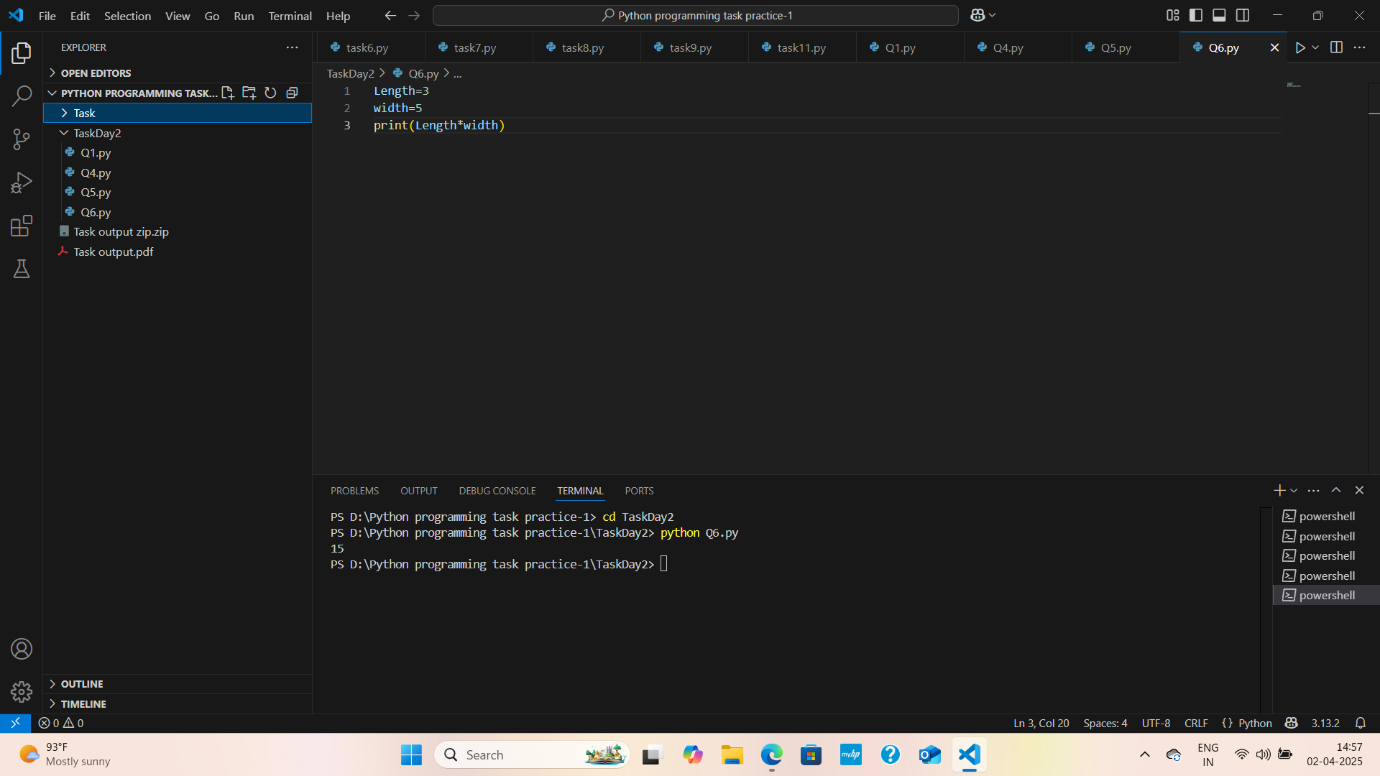 File Edit Selection View Go Run Terminal Help
Python programming task practice-1
EXPLORER
task6.py task7.py task8.py task9.py task11.py Q1.py Q4.py Q5.py Q6.py
OPEN EDITORS
TaskDay2 > Q6.py > ...
PYTHON PROGRAMMING TASK...
Task
TaskDay2
Q1.py
Q4.py
Q5.py
Q6.py
Task output zip.zip
Task output.pdf
1 Length=3
2 width=5
3 print(Length*width)
PROBLEMS OUTPUT DEBUG CONSOLE TERMINAL PORTS
PS D:\Python programming task practice-1> cd TaskDay2
PS D:\Python programming task practice-1\TaskDay2> python Q6.py
15
PS D:\Python programming task practice-1\TaskDay2>
powershell
powershell
powershell
powershell
powershell
OUTLINE
TIMELINE
0 0 Ln 3, Col 20 Spaces: 4 UTF-8 CRLF {} Python 3.13.2
93°F
Mostly sunny
Search
myhp
ENG
IN
14:57
02-04-2025